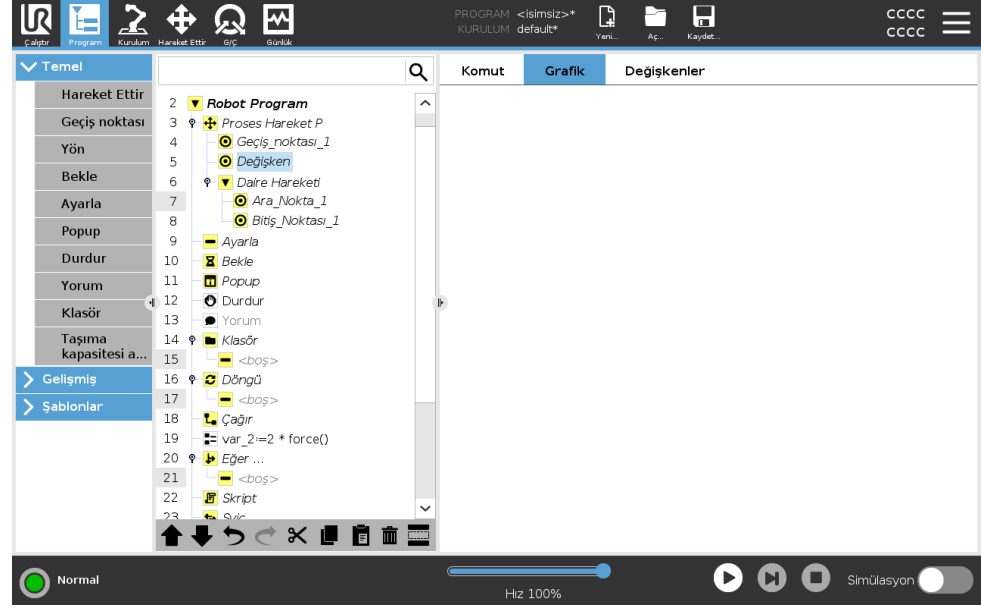 PROGRAM <isimsiz>*
KURULUM default*
CCCC
CCCC
Çalıştır
Program
Kurulum
Hareket Ettir
G/Ç
Günlük
Yeni...
Aç...
Kaydet...
Temel
Hareket Ettir
Geçiş noktası
Yön
Bekle
Ayarla
Popup
Durdur
Yorum
Klasör
Taşıma
kapasitesi a...
Gelişmiş
Şablonlar
2 Robot Program
3 Proses Hareket P
4 Geçiş_noktası_1
5 Değişken
6 Daire Hareketi
7 Ara_Nokta_1
8 Bitiş_Noktası_1
9 Ayarla
10 Bekle
11 Popup
12 Durdur
13 Yorum
14 Klasör
15 <boş>
16 Döngü
17 <boş>
18 Çağır
19 var_2≔2 * force()
20 Eğer ...
21 <boş>
22 Skript
23 Sviç
Komut
Grafik
Değişkenler
Normal
Hız 100%
Simülasyon